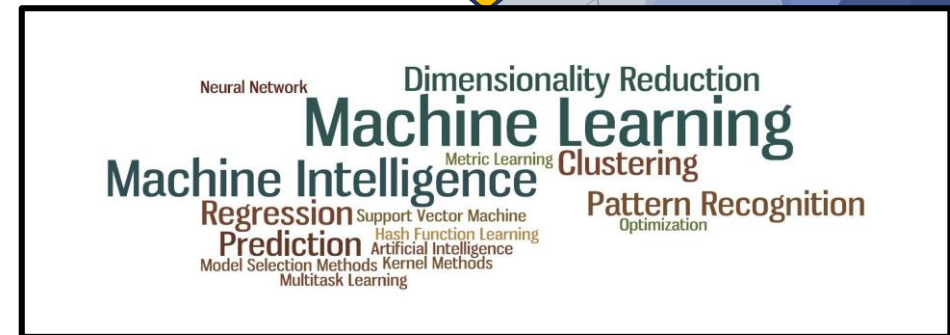 Neural Network
Dimensionality Reduction
Machine Learning
Metric Learning
Clustering
Machine Intelligence
Pattern Recognition
Regression
Support Vector Machine
Optimization
Hash Function Learning
Prediction
Artificial Intelligence
Model Selection Methods
Kernel Methods
Multitask Learning